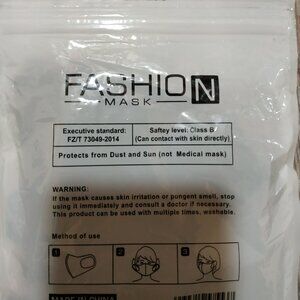 FASHION
MASK
Executive standard:
FZ/T 73049-2014
Saftey level: Class B
(Can contact with skin directly)
Protects from Dust and Sun (not Medical mask)
WARNING:
If the mask causes skin irritation or pungent smell, stop
using it immediately and consult a doctor if necessary.
This product can be used with multiple times, washable.
Method of use
1
2
3
MADE IN CHINA